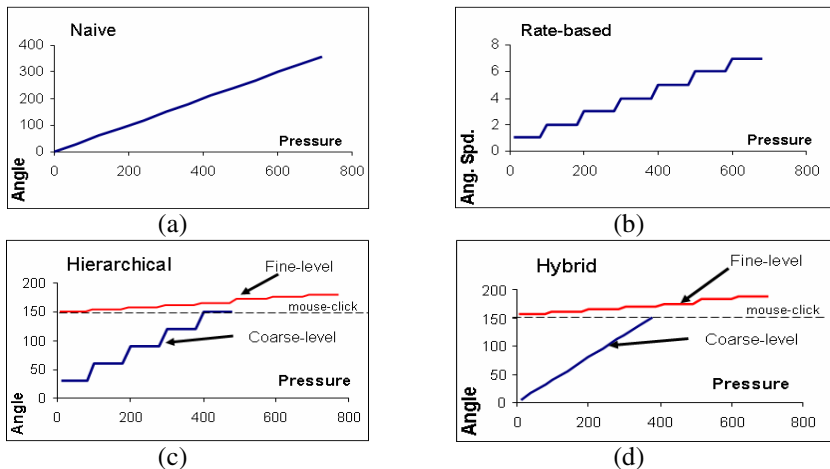 Naive
400
300
200
100
0
Angle
Pressure
0 200 400 600 800
(a)
Rate-based
8
6
4
2
0
Ang. Spd.
Pressure
0 200 400 600 800
(b)
Hierarchical
200
150
100
50
0
Angle
Fine-level
mouse-click
Coarse-level
Pressure
0 200 400 600 800
(c)
Hybrid
200
150
100
50
0
Angle
Fine-level
mouse-click
Coarse-level
Pressure
0 200 400 600 800
(d)